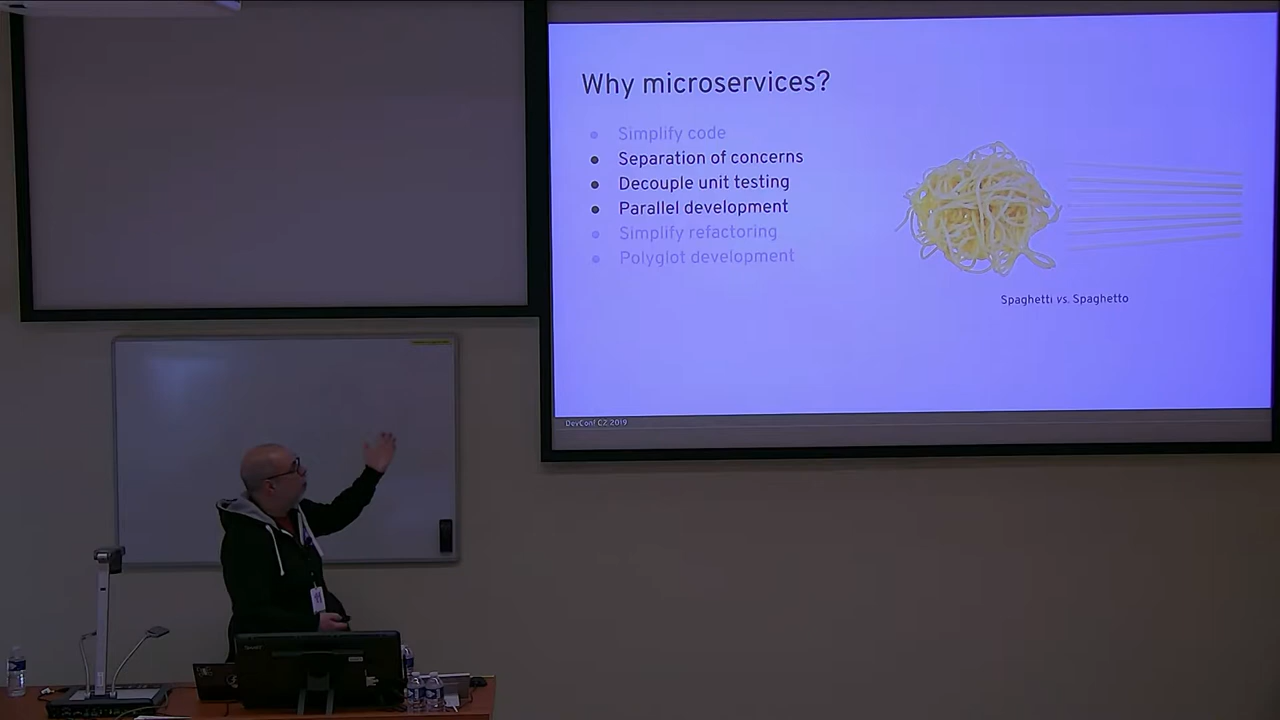 Why microservices?
Simplify code
Separation of concerns
Decouple unit testing
Parallel development
Simplify refactoring
Polyglot development
Spaghetti vs. Spaghetto
DevConf CZ, 2019